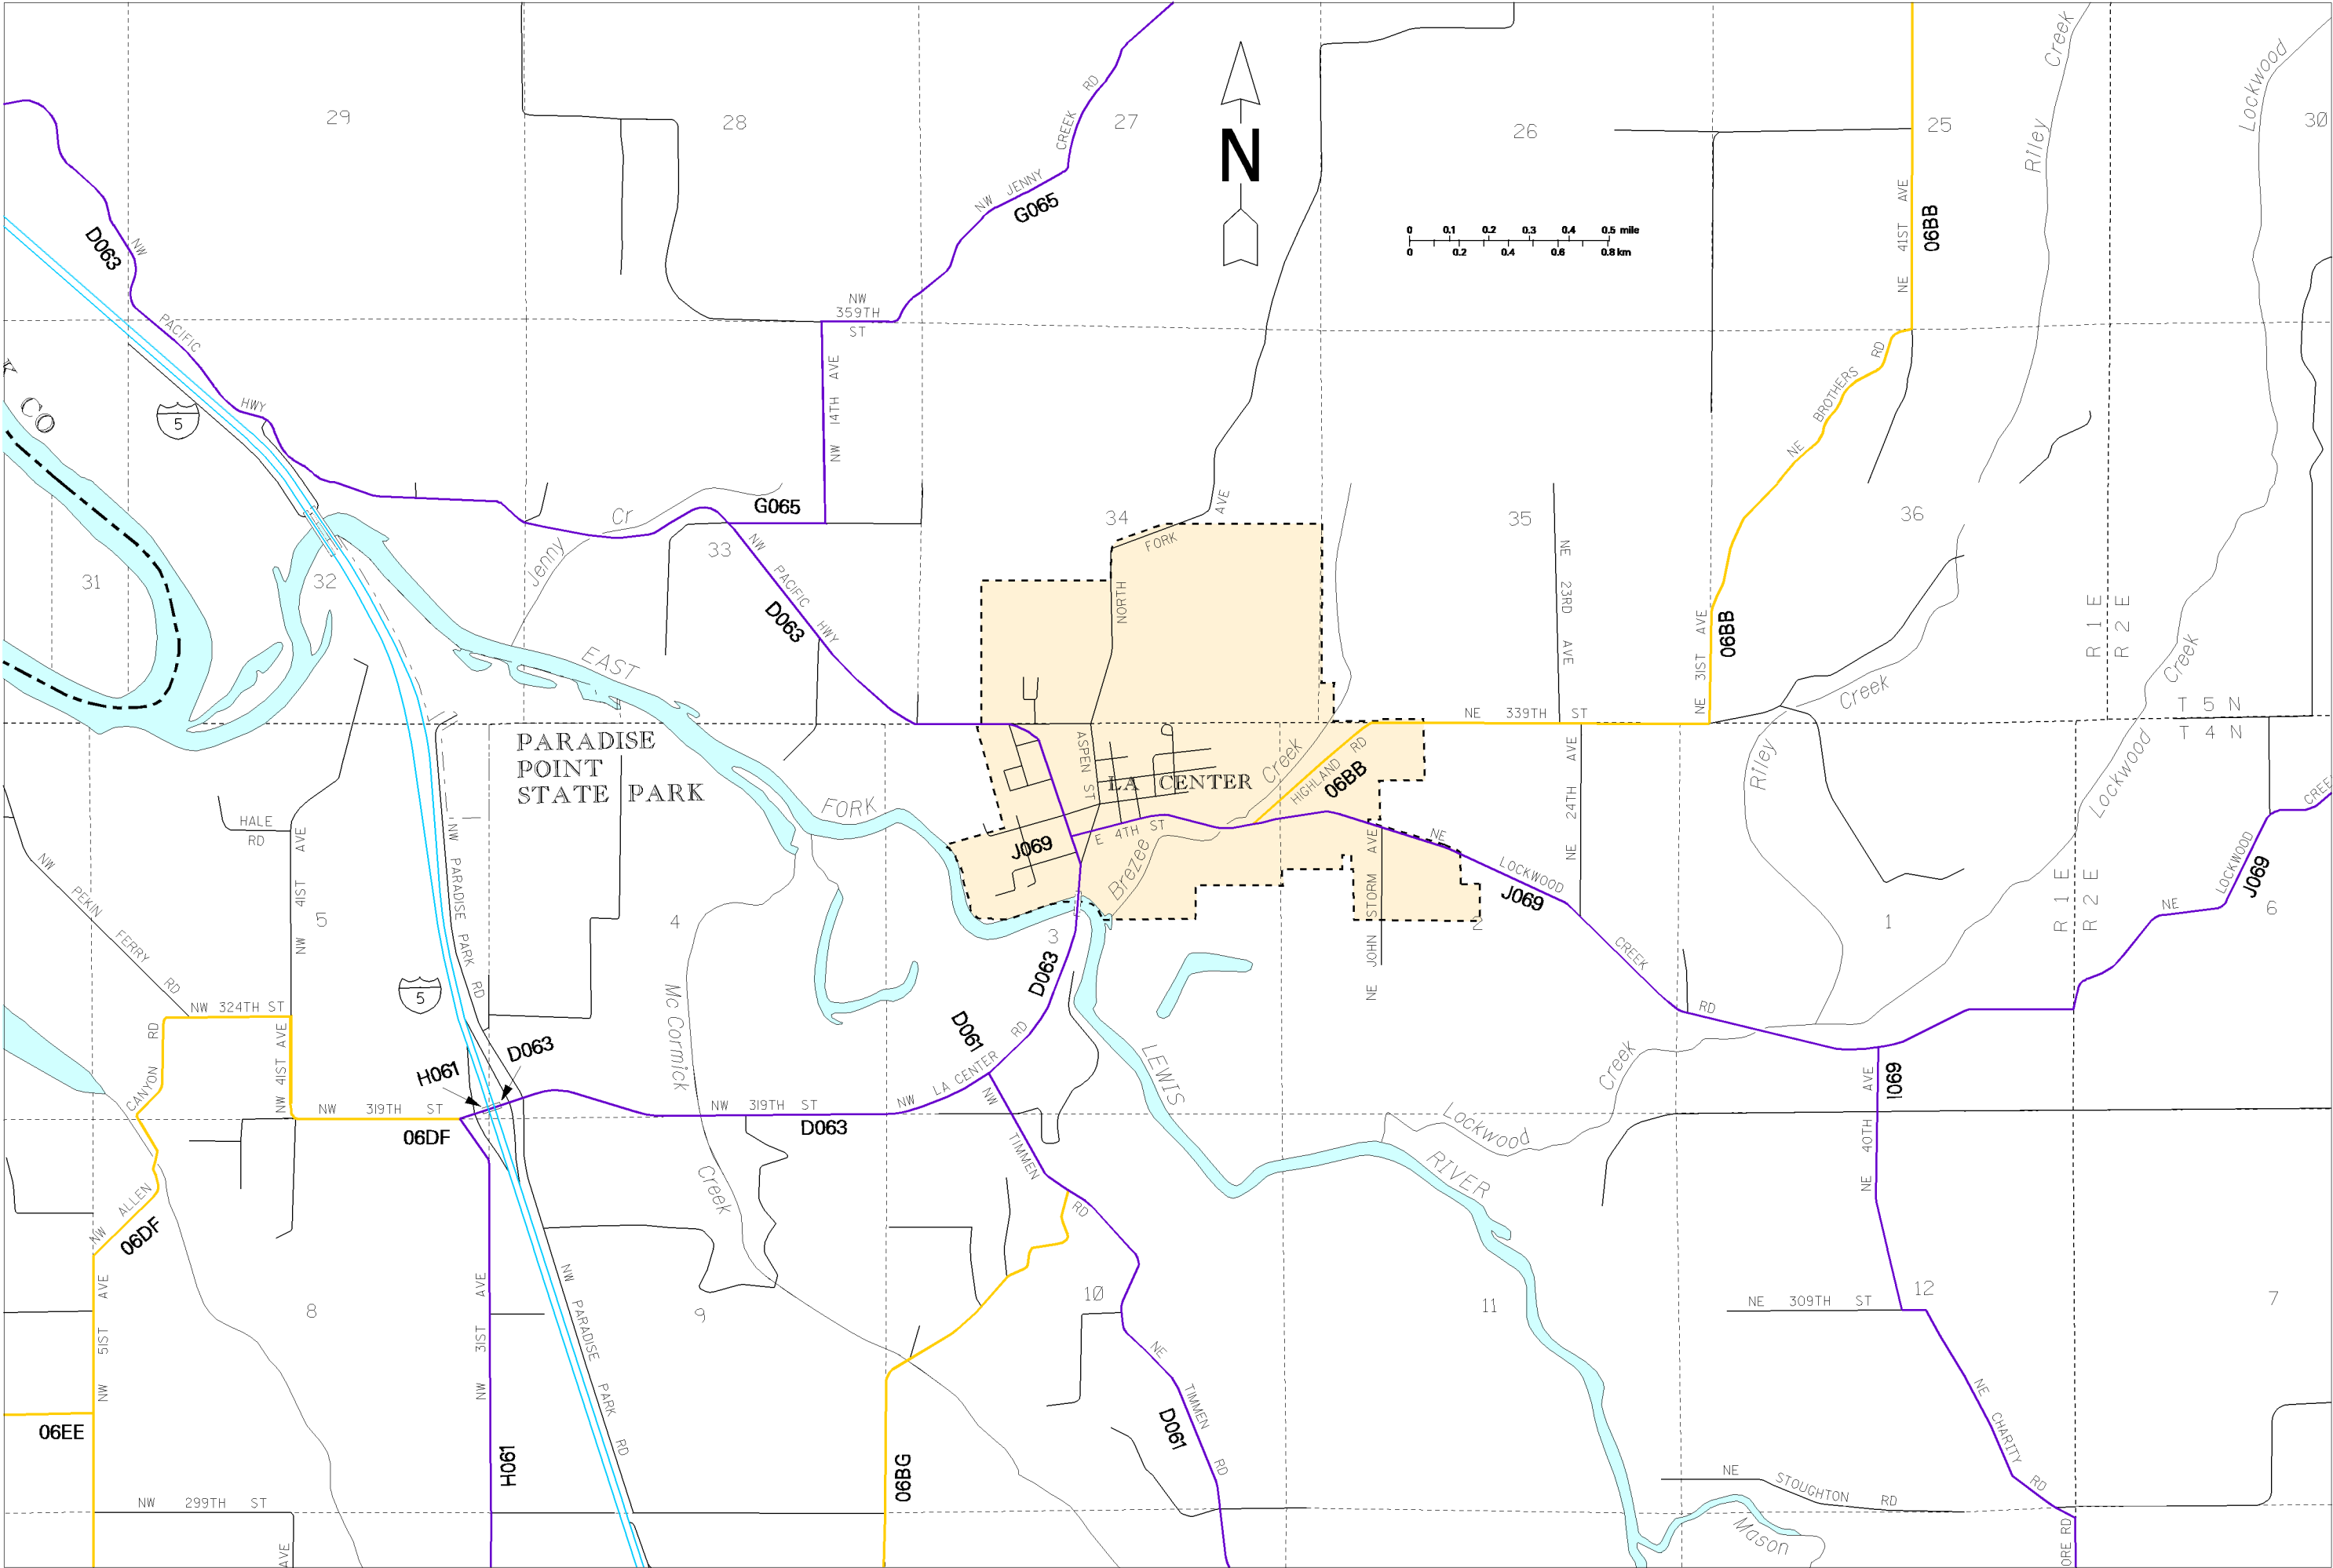 29
28
27
26
25
30
N
0 0.1 0.2 0.3 0.4 0.5 mile
0 0.2 0.4 0.6 0.8 km
NW JENNY CREEK RD
G065
NE 41ST AVE
06BB
Riley Creek
Lockwood
D063
NW PACIFIC HWY
CO
5
NW
359TH
ST
NW 14TH AVE
G065
NE BROTHERS RD
31
32
33
34
35
36
Jenny Cr
NW PACIFIC HWY
D063
NORTH FORK AVE
NE 23RD AVE
NE 31ST AVE
06BB
Creek
R 1 E
R 2 E
Creek
T 5 N
T 4 N
EAST
FORK
LEWIS
RIVER
PARADISE
POINT
STATE PARK
ASPEN ST
LA CENTER
Creek
HIGHLAND RD
06BB
NE 339TH ST
NE 24TH AVE
Riley
Lockwood
HALE
RD
NW 41ST AVE
NW PARADISE PARK RD
NW PEKIN FERRY RD
J069
E 4TH ST
Brezee
NE JOHN STORM AVE
NE LOCKWOOD CREEK RD
J069
NE LOCKWOOD CREE
J069
R 1 E
R 2 E
5
4
3
2
1
6
5
NW 324TH ST
NW 41ST AVE
CANYON RD
NW ALLEN
06DF
NW 319TH ST
06DF
H061
D063
Mc Cormick
Creek
NW 319TH ST
D063
NW LA CENTER RD
D063
D061
NW TIMMEN RD
Lockwood Creek
NE 40TH AVE
I069
8
9
10
11
12
7
NW 51ST AVE
06EE
NW 31ST AVE
H061
NW PARADISE PARK RD
06BG
NE TIMMEN RD
D061
NE 309TH ST
NE CHARITY RD
NW 299TH ST
AVE
NE STOUGHTON RD
Mason
ORE RD